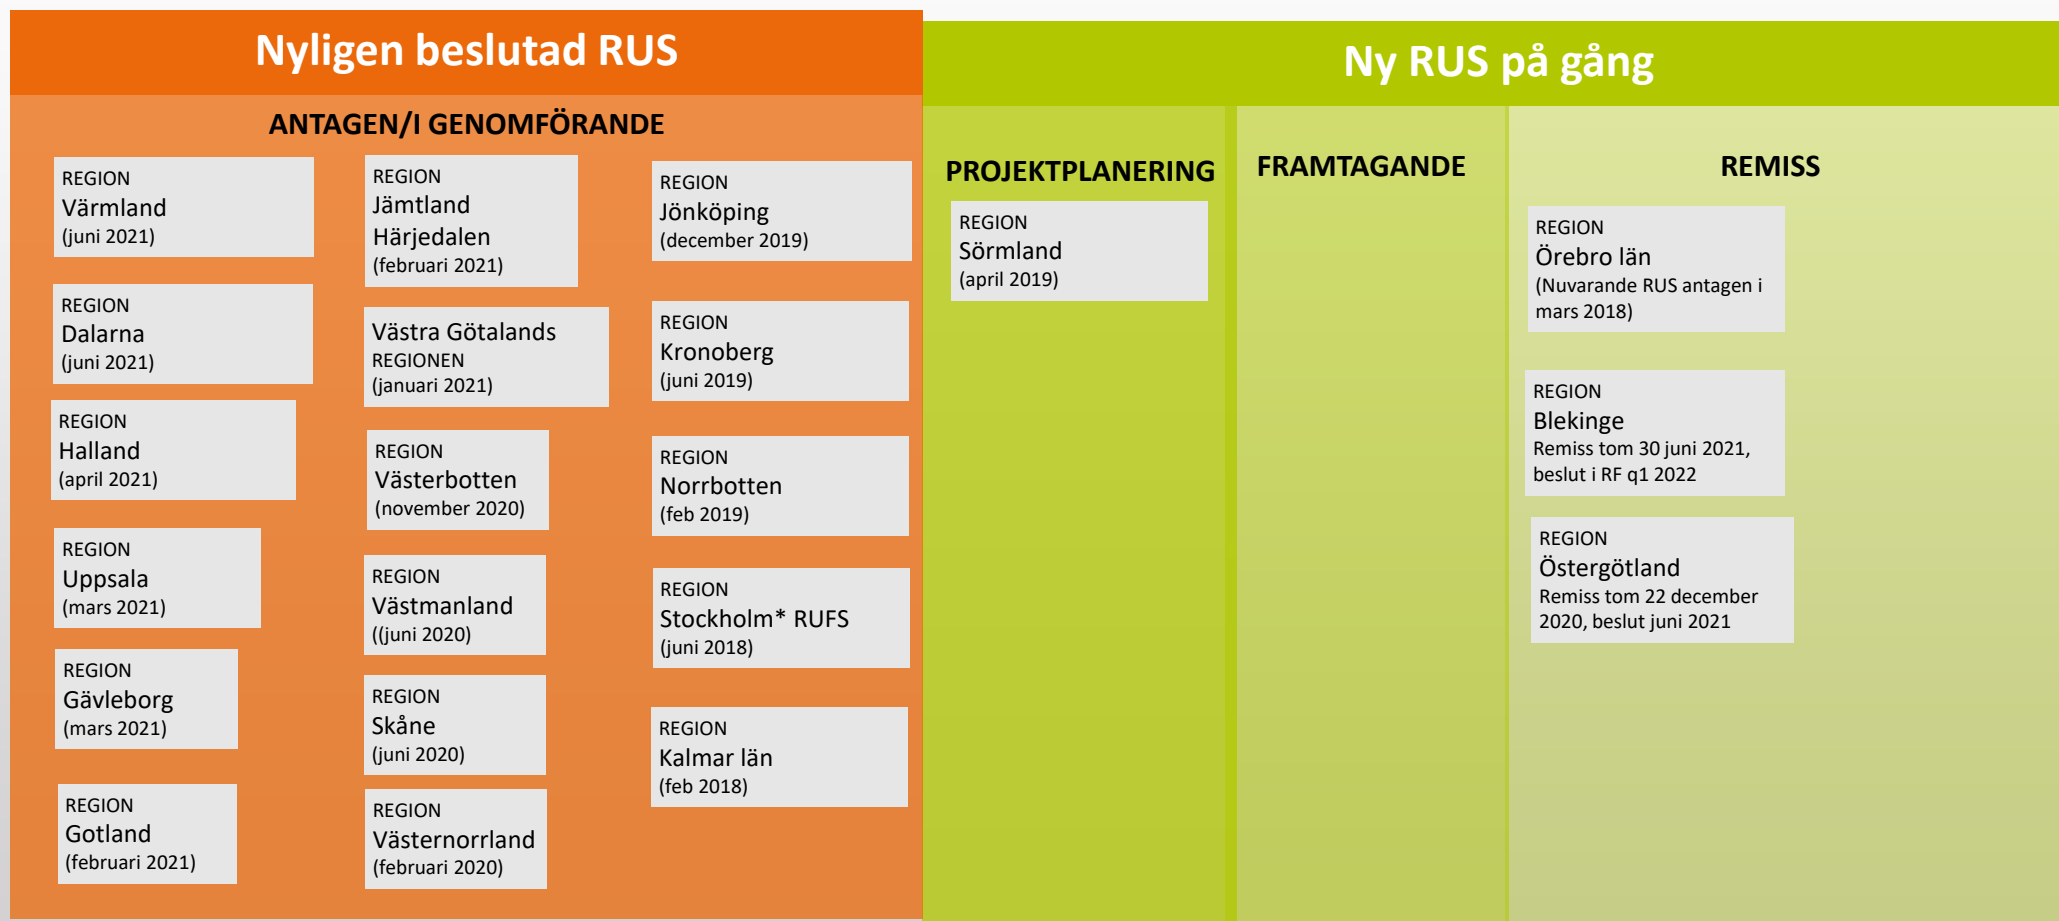 Nyligen beslutad RUS
ANTAGEN/I GENOMFÖRANDE
REGION
Värmland
(juni 2021)
REGION
Dalarna
(juni 2021)
REGION
Halland
(april 2021)
REGION
Uppsala
(mars 2021)
REGION
Gävleborg
(mars 2021)
REGION
Gotland
(februari 2021)
REGION
Jämtland
Härjedalen
(februari 2021)
Västra Götalands
REGIONEN
(januari 2021)
REGION
Västerbotten
(november 2020)
REGION
Västmanland
((juni 2020)
REGION
Skåne
(juni 2020)
REGION
Västernorrland
(februari 2020)
REGION
Jönköping
(december 2019)
REGION
Kronoberg
(juni 2019)
REGION
Norrbotten
(feb 2019)
REGION
Stockholm* RUFS
(juni 2018)
REGION
Kalmar län
(feb 2018)
Ny RUS på gång
PROJEKTPLANERING
REGION
Sörmland
(april 2019)
FRAMTAGANDE
REMISS
REGION
Örebro län
(Nuvarande RUS antagen i
mars 2018)
REGION
Blekinge
Remiss tom 30 juni 2021,
beslut i RF q1 2022
REGION
Östergötland
Remiss tom 22 december
2020, beslut juni 2021